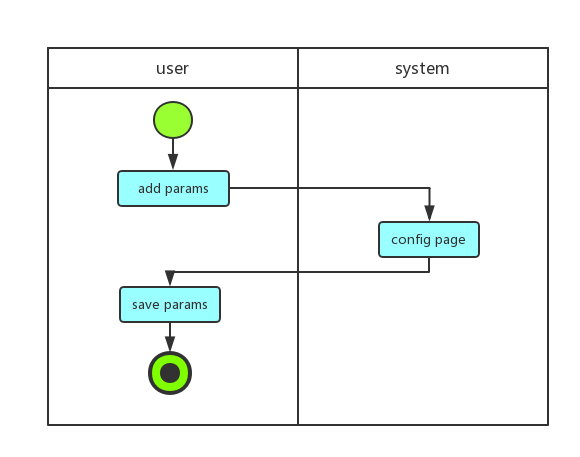 user
system
add params
config page
save params